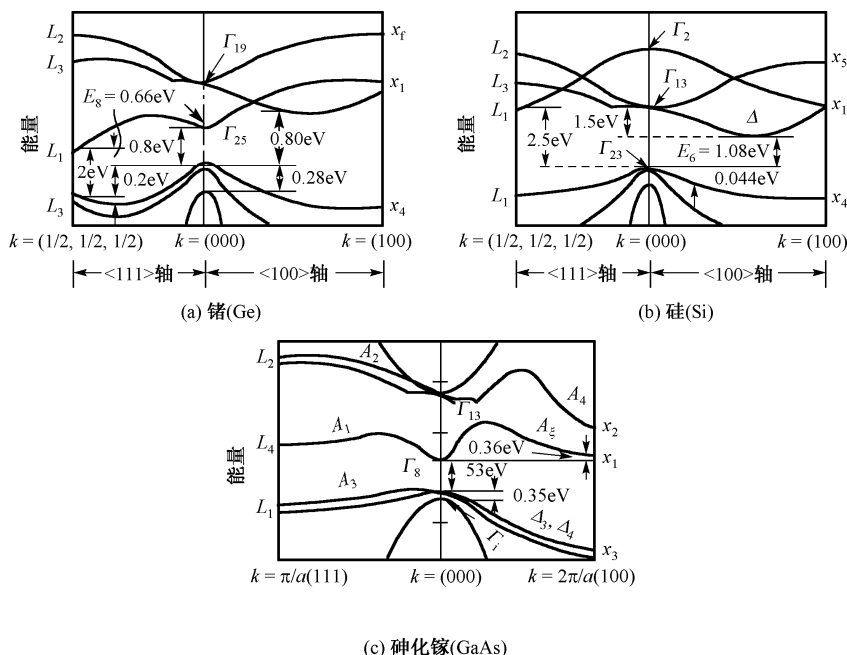 L₂
L₃
L₁
L₃
能量
Γ₁₉
E₈ = 0.66eV
Γ₂₅
0.8eV
0.80eV
2eV
0.2eV
0.28eV
x_f
x₁
x₄
k = (1/2, 1/2, 1/2)
k = (000)
k = (100)
<111>轴
<100>轴
(a) 锗(Ge)
L₂
L₃
L₁
L₁
能量
Γ₂
Γ₁₃
Δ
1.5eV
2.5eV
Γ₂₃
E₆ = 1.08eV
0.044eV
x₅
x₁
x₄
k = (1/2, 1/2, 1/2)
k = (000)
k = (100)
<111>轴
<100>轴
(b) 硅(Si)
L₂
L₄
L₁
能量
A₂
Γ₁₃
A₄
A₁
A_ξ
0.36eV
Γ₈
53eV
A₃
0.35eV
Δ₃, Δ₄
Γᵢ
x₂
x₁
x₃
k = π/a(111)
k = (000)
k = 2π/a(100)
(c) 砷化镓(GaAs)